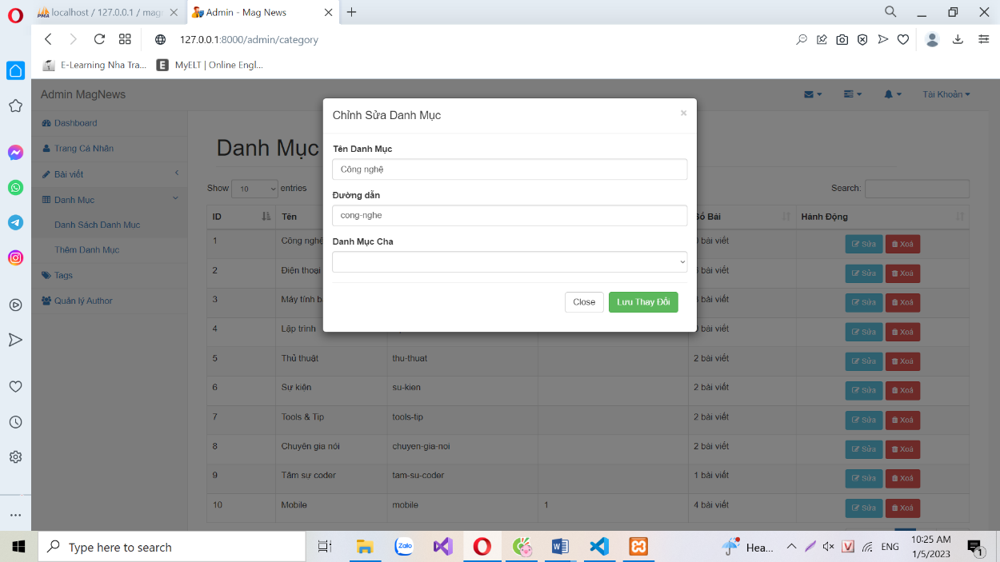 localhost / 127.0.0.1 / mag
Admin - Mag News
127.0.0.1:8000/admin/category
E-Learning Nha Tra...
MyELT | Online Engl...
Admin MagNews
Tài Khoản
Dashboard
Trang Cá Nhân
Bài viết
Danh Mục
Danh Sách Danh Mục
Thêm Danh Mục
Tags
Quản lý Author
Chỉnh Sửa Danh Mục
×
Tên Danh Mục
Công nghệ
Đường dẫn
cong-nghe
Danh Mục Cha
Close
Lưu Thay Đổi
Danh Mục
Show 10 entries
Search:
ID Tên Số Bài Hành Động
1 Công nghệ bài viết Sửa Xoá
2 Điện thoại bài viết Sửa Xoá
3 Máy tính bài viết Sửa Xoá
4 Lập trình bài viết Sửa Xoá
5 Thủ thuật thu-thuat 2 bài viết Sửa Xoá
6 Sự kiện su-kien 2 bài viết Sửa Xoá
7 Tools & Tip tools-tip 2 bài viết Sửa Xoá
8 Chuyên gia nói chuyen-gia-noi 2 bài viết Sửa Xoá
9 Tâm sự coder tam-su-coder 1 bài viết Sửa Xoá
10 Mobile mobile 1 4 bài viết Sửa Xoá
Type here to search
Zalo
Hea...
ENG
10:25 AM
1/5/2023
1